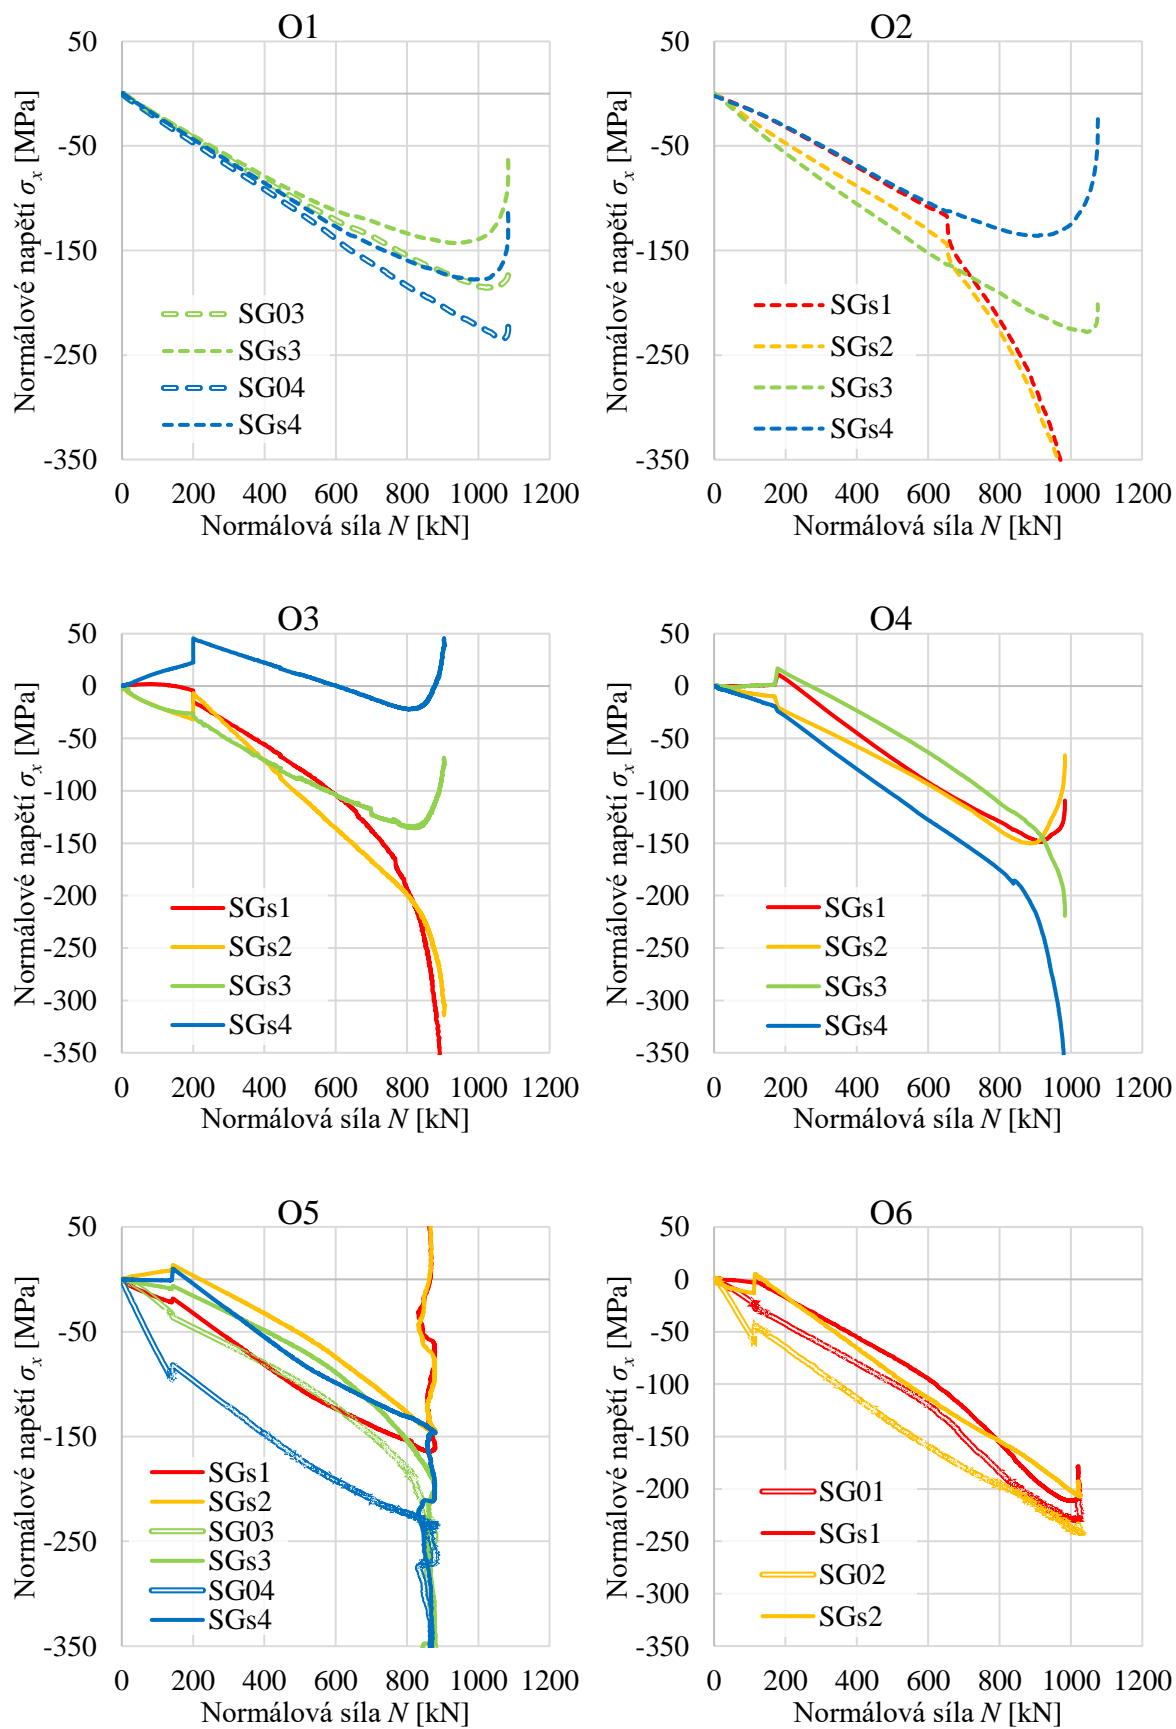 O1
50
0
-50
-150
-250
-350
Normálové napětí σx [MPa]
SG03
SGs3
SG04
SGs4
0 200 400 600 800 1000 1200
Normálová síla N [kN]
O2
50
0
-50
-150
-250
-350
Normálové napětí σx [MPa]
SGs1
SGs2
SGs3
SGs4
0 200 400 600 800 1000 1200
Normálová síla N [kN]
O3
50
0
-50
-100
-150
-200
-250
-300
-350
Normálové napětí σx [MPa]
SGs1
SGs2
SGs3
SGs4
0 200 400 600 800 1000 1200
Normálová síla N [kN]
O4
50
0
-50
-100
-150
-200
-250
-300
-350
Normálové napětí σx [MPa]
SGs1
SGs2
SGs3
SGs4
0 200 400 600 800 1000 1200
Normálová síla N [kN]
O5
50
0
-50
-150
-250
-350
Normálové napětí σx [MPa]
SGs1
SGs2
SG03
SGs3
SG04
SGs4
0 200 400 600 800 1000 1200
Normálová síla N [kN]
O6
50
0
-50
-100
-150
-200
-250
-300
-350
Normálové napětí σx [MPa]
SG01
SGs1
SG02
SGs2
0 200 400 600 800 1000 1200
Normálová síla N [kN]